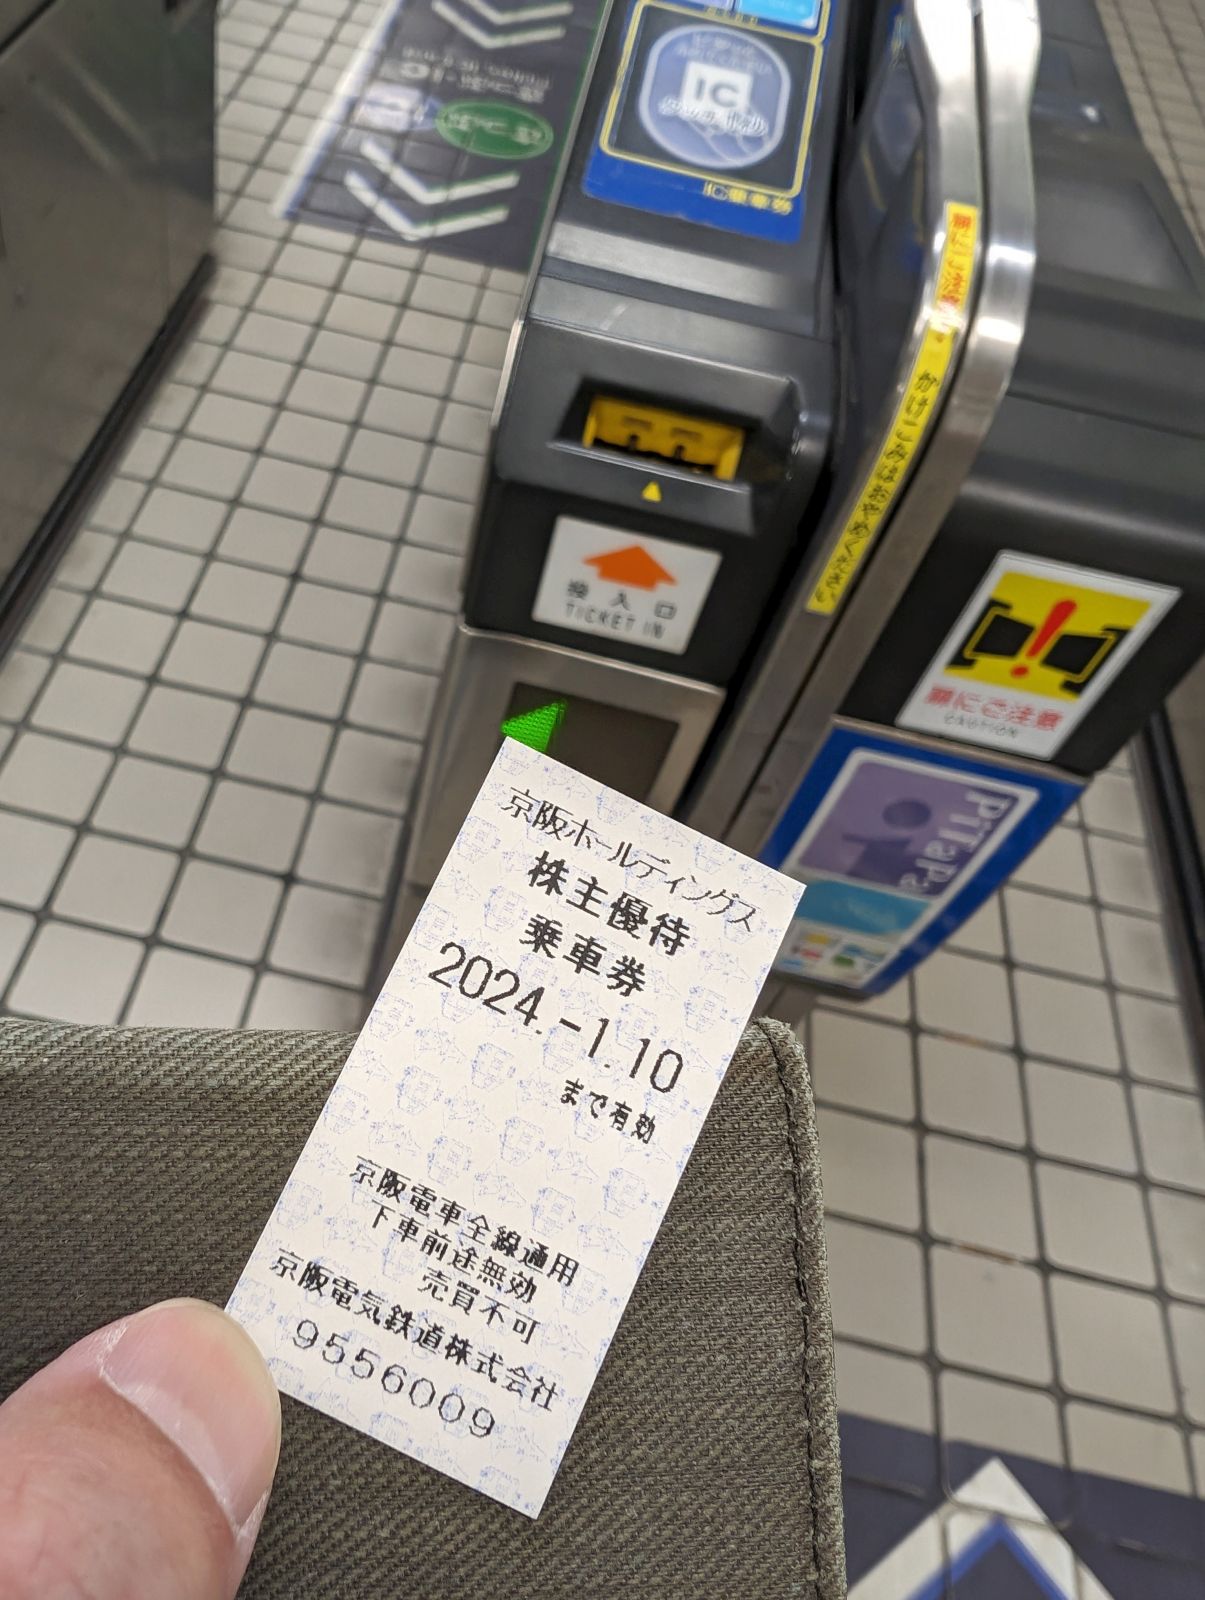 IC
IC乗車券
扉にご注意
かけこみはおやめください
投入口
TICKET IN
扉にご注意
CAUTION
PiTaPa
京阪ホールディングス
株主優待
乗車券
2024.-1.10
まで有効
京阪電車全線通用
下車前途無効
売買不可
京阪電気鉄道株式会社
9556009